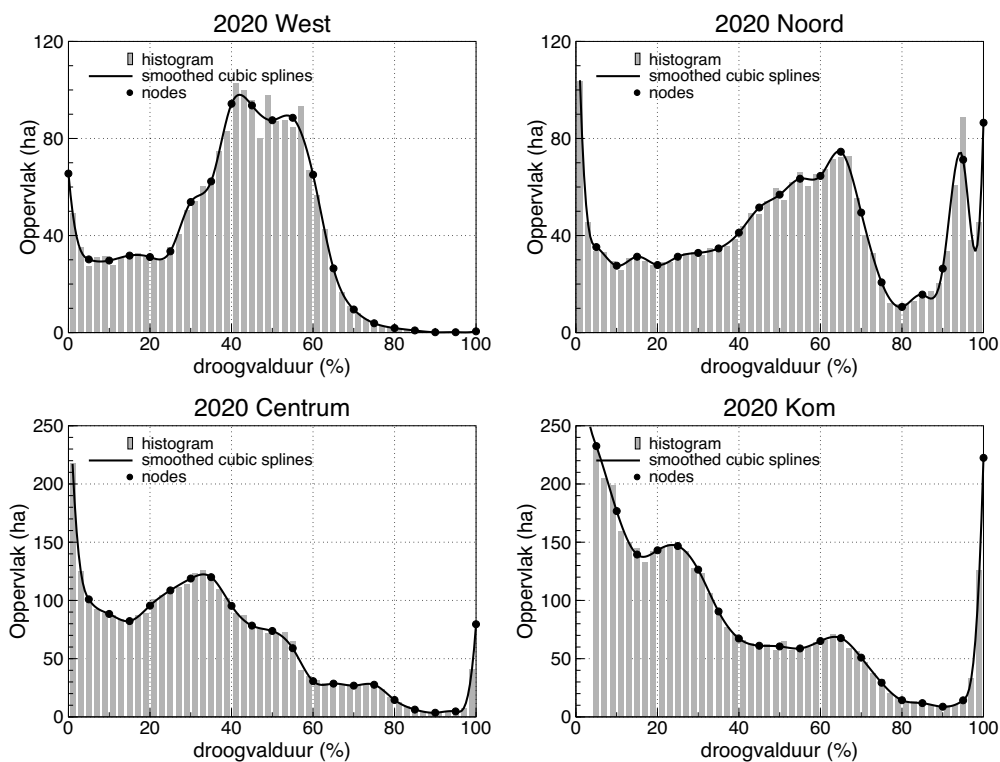 2020 West
120
histogram
smoothed cubic splines
nodes
80
40
0
Oppervlak (ha)
0 20 40 60 80 100
droogvalduur (%)
2020 Noord
120
histogram
smoothed cubic splines
nodes
80
40
0
Oppervlak (ha)
0 20 40 60 80 100
droogvalduur (%)
2020 Centrum
250
histogram
smoothed cubic splines
nodes
200
150
100
50
0
Oppervlak (ha)
0 20 40 60 80 100
droogvalduur (%)
2020 Kom
250
histogram
smoothed cubic splines
nodes
200
150
100
50
0
Oppervlak (ha)
0 20 40 60 80 100
droogvalduur (%)